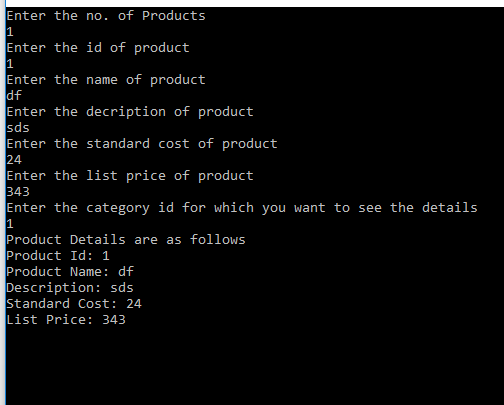 Enter the no. of Products
1
Enter the id of product
1
Enter the name of product
df
Enter the decription of product
sds
Enter the standard cost of product
24
Enter the list price of product
343
Enter the category id for which you want to see the details
1
Product Details are as follows
Product Id: 1
Product Name: df
Description: sds
Standard Cost: 24
List Price: 343